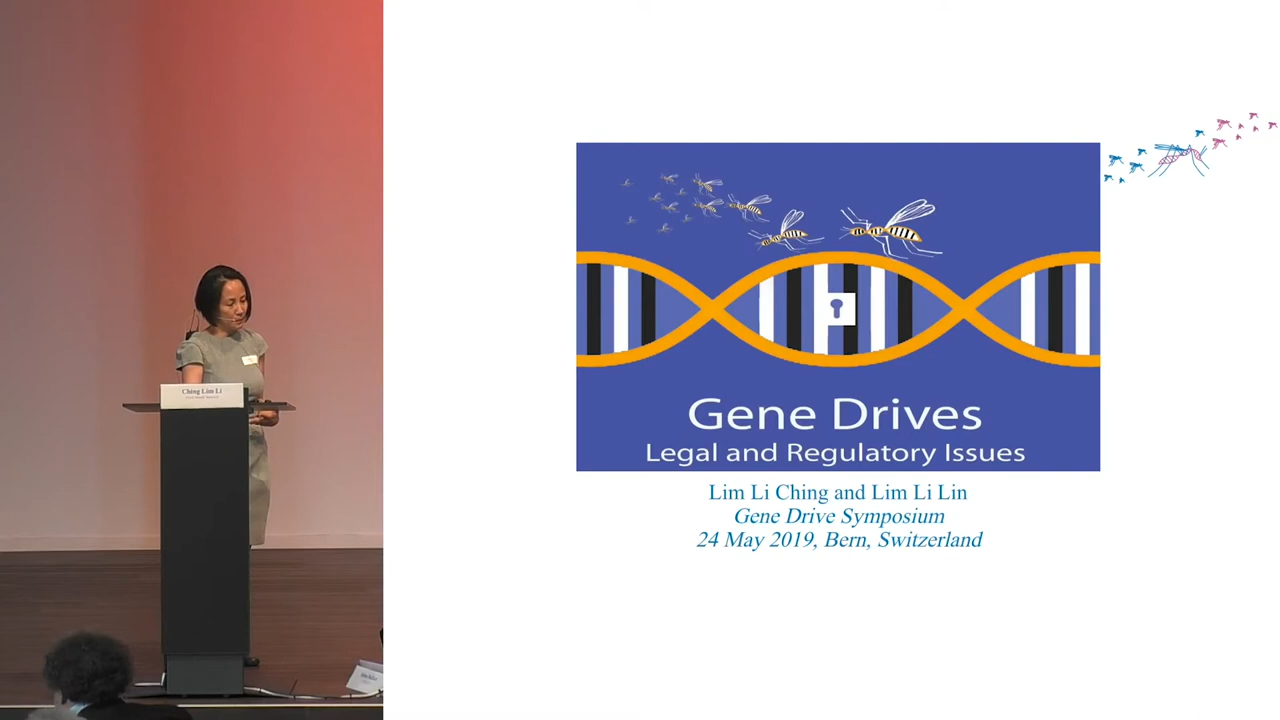 Ching Lim Li
Gene Drives
Legal and Regulatory Issues
Lim Li Ching and Lim Li Lin
Gene Drive Symposium
24 May 2019, Bern, Switzerland